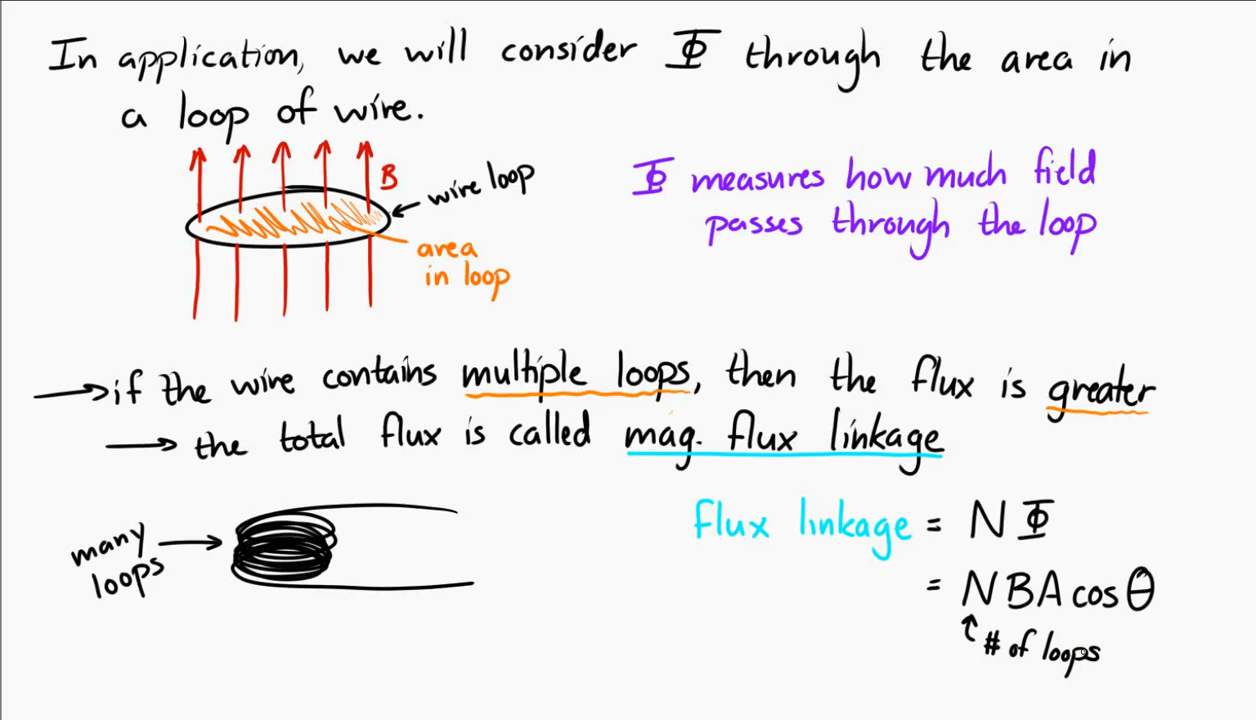 In application, we will consider Φ through the area in
a loop of wire.
B
wire loop
area
in loop
Φ measures how much field
passes through the loop
→ if the wire contains multiple loops, then the flux is greater
→ the total flux is called mag. flux linkage
many
loops
flux linkage = NΦ
= NBA cosθ
# of loops